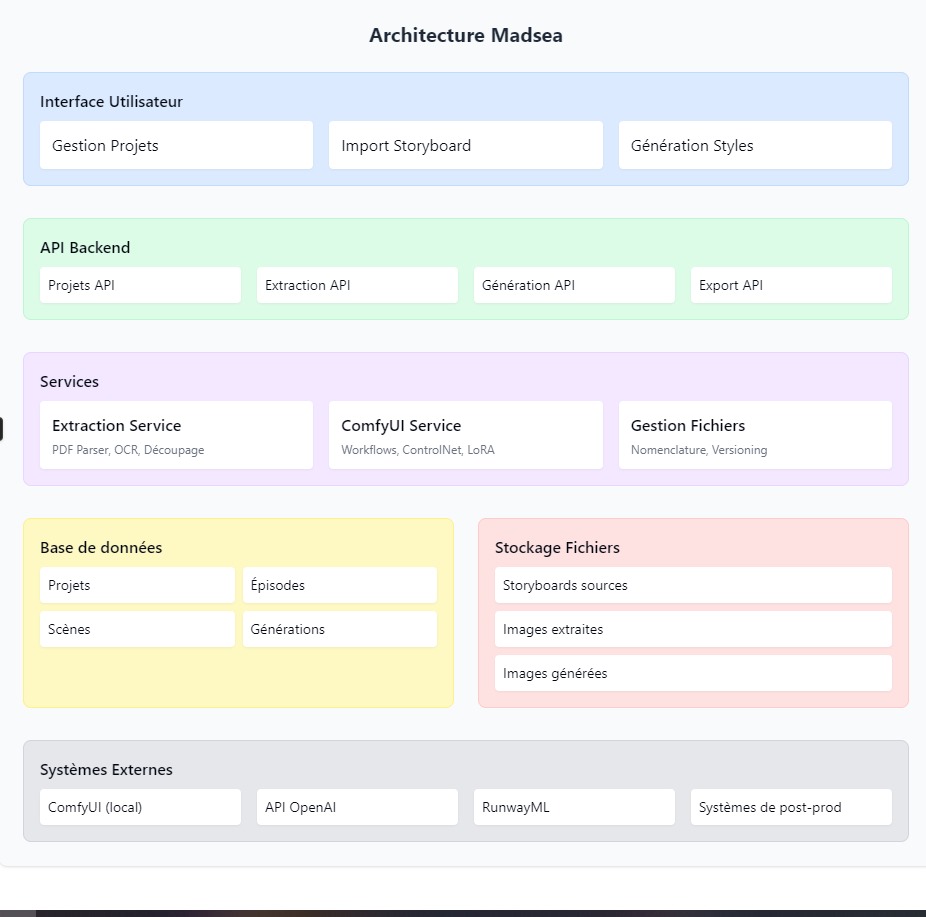 Architecture Madsea
Interface Utilisateur
Gestion Projets
Import Storyboard
Génération Styles
API Backend
Projets API
Extraction API
Génération API
Export API
Services
Extraction Service
PDF Parser, OCR, Découpage
ComfyUI Service
Workflows, ControlNet, LoRA
Gestion Fichiers
Nomenclature, Versioning
Base de données
Projets
Épisodes
Scènes
Générations
Stockage Fichiers
Storyboards sources
Images extraites
Images générées
Systèmes Externes
ComfyUI (local)
API OpenAI
RunwayML
Systèmes de post-prod